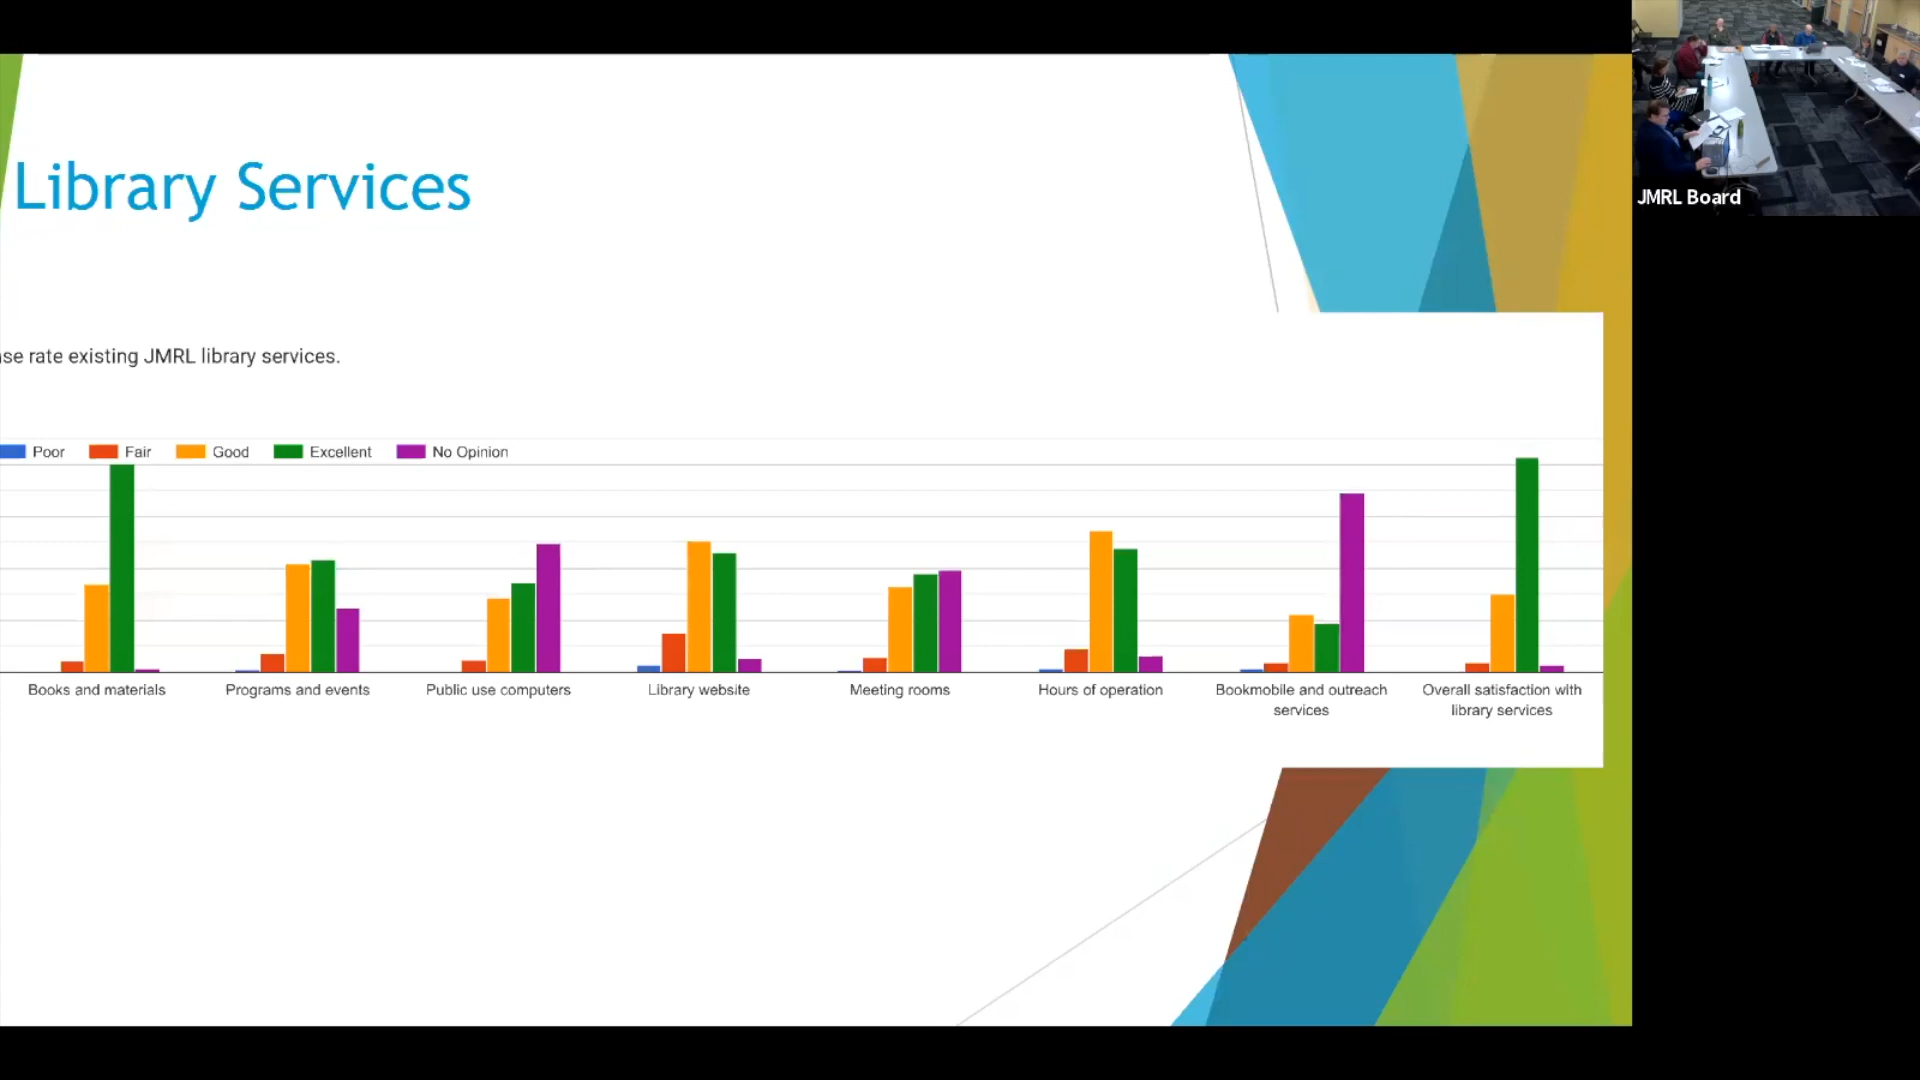 Library Services
se rate existing JMRL library services.
Poor Fair Good Excellent No Opinion
Books and materials Programs and events Public use computers Library website Meeting rooms Hours of operation Bookmobile and outreach services Overall satisfaction with library services
JMRL Board